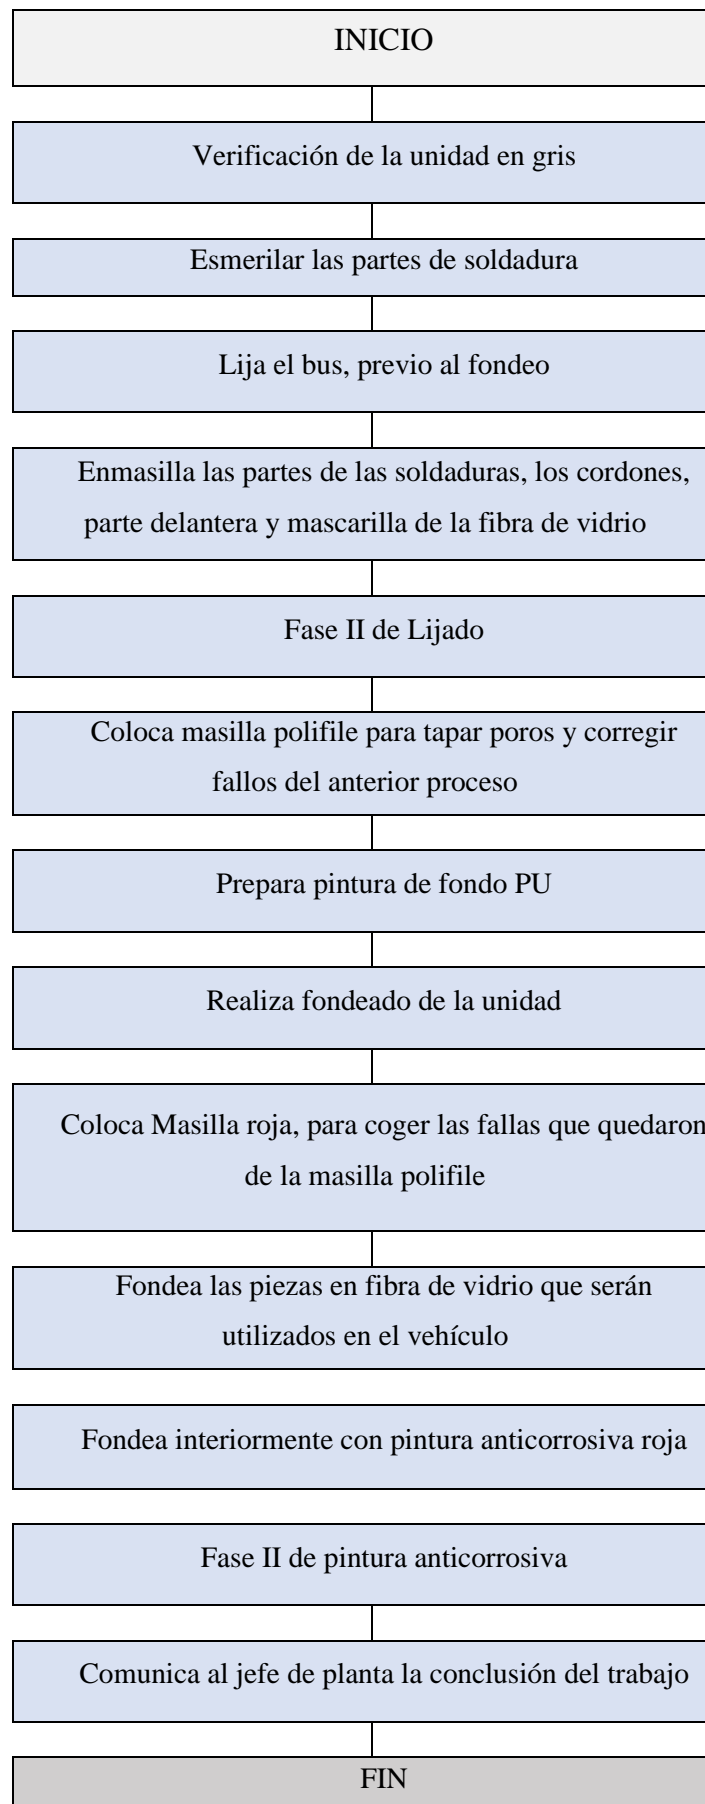 INICIO
Verificación de la unidad en gris
Esmerilar las partes de soldadura
Lija el bus, previo al fondeo
Enmasilla las partes de las soldaduras, los cordones,
parte delantera y mascarilla de la fibra de vidrio
Fase II de Lijado
Coloca masilla polifile para tapar poros y corregir
fallos del anterior proceso
Prepara pintura de fondo PU
Realiza fondeado de la unidad
Coloca Masilla roja, para coger las fallas que quedaron
de la masilla polifile
Fondea las piezas en fibra de vidrio que serán
utilizados en el vehículo
Fondea interiormente con pintura anticorrosiva roja
Fase II de pintura anticorrosiva
Comunica al jefe de planta la conclusión del trabajo
FIN